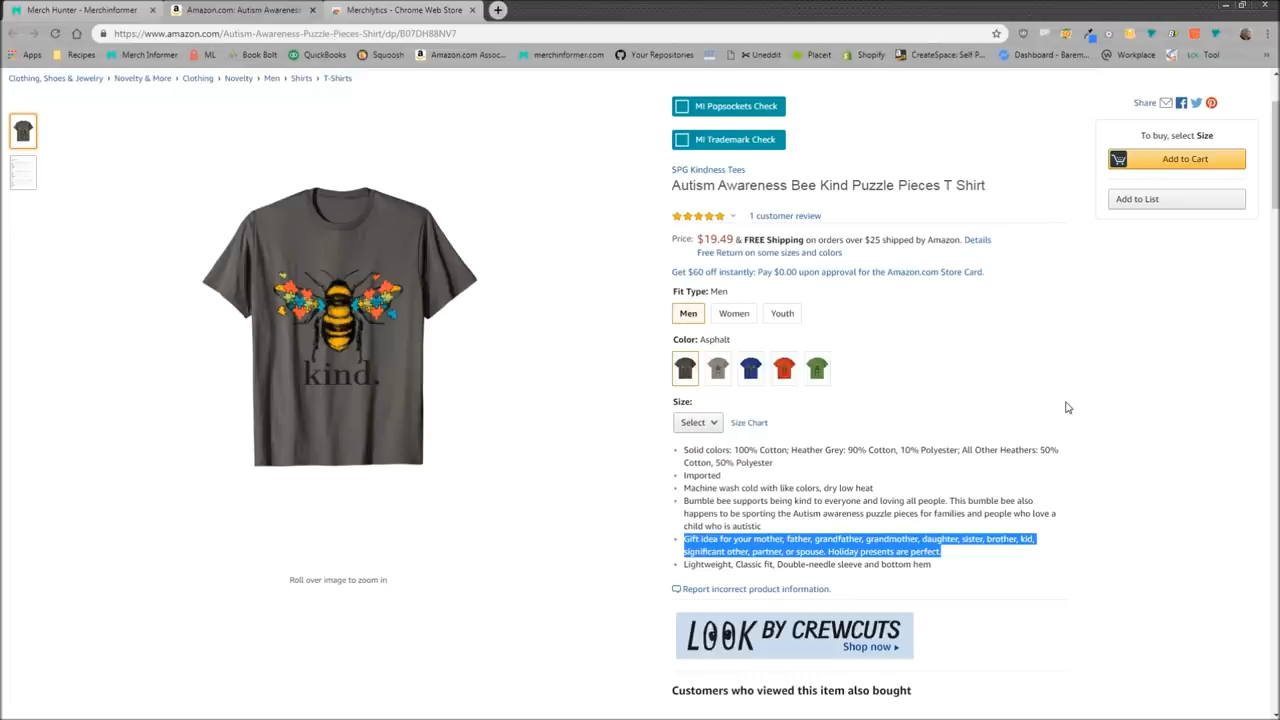 Merch Hunter - Merchinformer
Amazon.com: Autism Awareness
Merchlytics - Chrome Web Store
https://www.amazon.com/Autism-Awareness-Puzzle-Pieces-Shirt/dp/B07DH88NV7
Apps Recipes Merch Informer ML Book Bolt QuickBooks Squoosh Amazon.com Assoc... merchinformer.com Your Repositories Uneddit Placeit Shopify CreateSpace: Self P... Dashboard - Barem... Workplace Tool
Clothing, Shoes & Jewelry › Novelty & More › Clothing › Novelty › Men › Shirts › T-Shirts
MI Popsockets Check
MI Trademark Check
Share
To buy, select Size
Add to Cart
Add to List
SPG Kindness Tees
Autism Awareness Bee Kind Puzzle Pieces T Shirt
1 customer review
Price: $19.49 & FREE Shipping on orders over $25 shipped by Amazon. Details
Free Return on some sizes and colors
Get $60 off instantly: Pay $0.00 upon approval for the Amazon.com Store Card.
Fit Type: Men
Men Women Youth
Color: Asphalt
kind.
Size:
Select Size Chart
Solid colors: 100% Cotton; Heather Grey: 90% Cotton, 10% Polyester; All Other Heathers: 50%
Cotton, 50% Polyester
Imported
Machine wash cold with like colors, dry low heat
Bumble bee supports being kind to everyone and loving all people. This bumble bee also
happens to be sporting the Autism awareness puzzle pieces for families and people who love a
child who is autistic
Gift idea for your mother, father, grandfather, grandmother, daughter, sister, brother, kid,
significant other, partner, or spouse. Holiday presents are perfect.
Lightweight, Classic fit, Double-needle sleeve and bottom hem
Roll over image to zoom in
Report incorrect product information.
LOOK BY CREWCUTS
Shop now ▸
Customers who viewed this item also bought